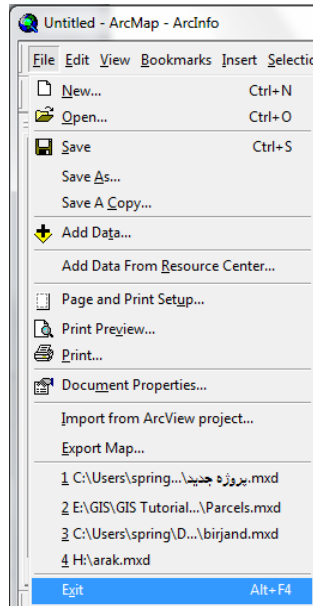 Untitled - ArcMap - ArcInfo
File Edit View Bookmarks Insert Selectio
New... Ctrl+N
Open... Ctrl+O
Save Ctrl+S
Save As...
Save A Copy...
Add Data...
Add Data From Resource Center...
Page and Print Setup...
Print Preview...
Print...
Document Properties...
Import from ArcView project...
Export Map...
1 C:\Users\spring...\پروژه جدید.mxd
2 E:\GIS\GIS Tutorial...\Parcels.mxd
3 C:\Users\spring\D...\birjand.mxd
4 H:\arak.mxd
Exit Alt+F4